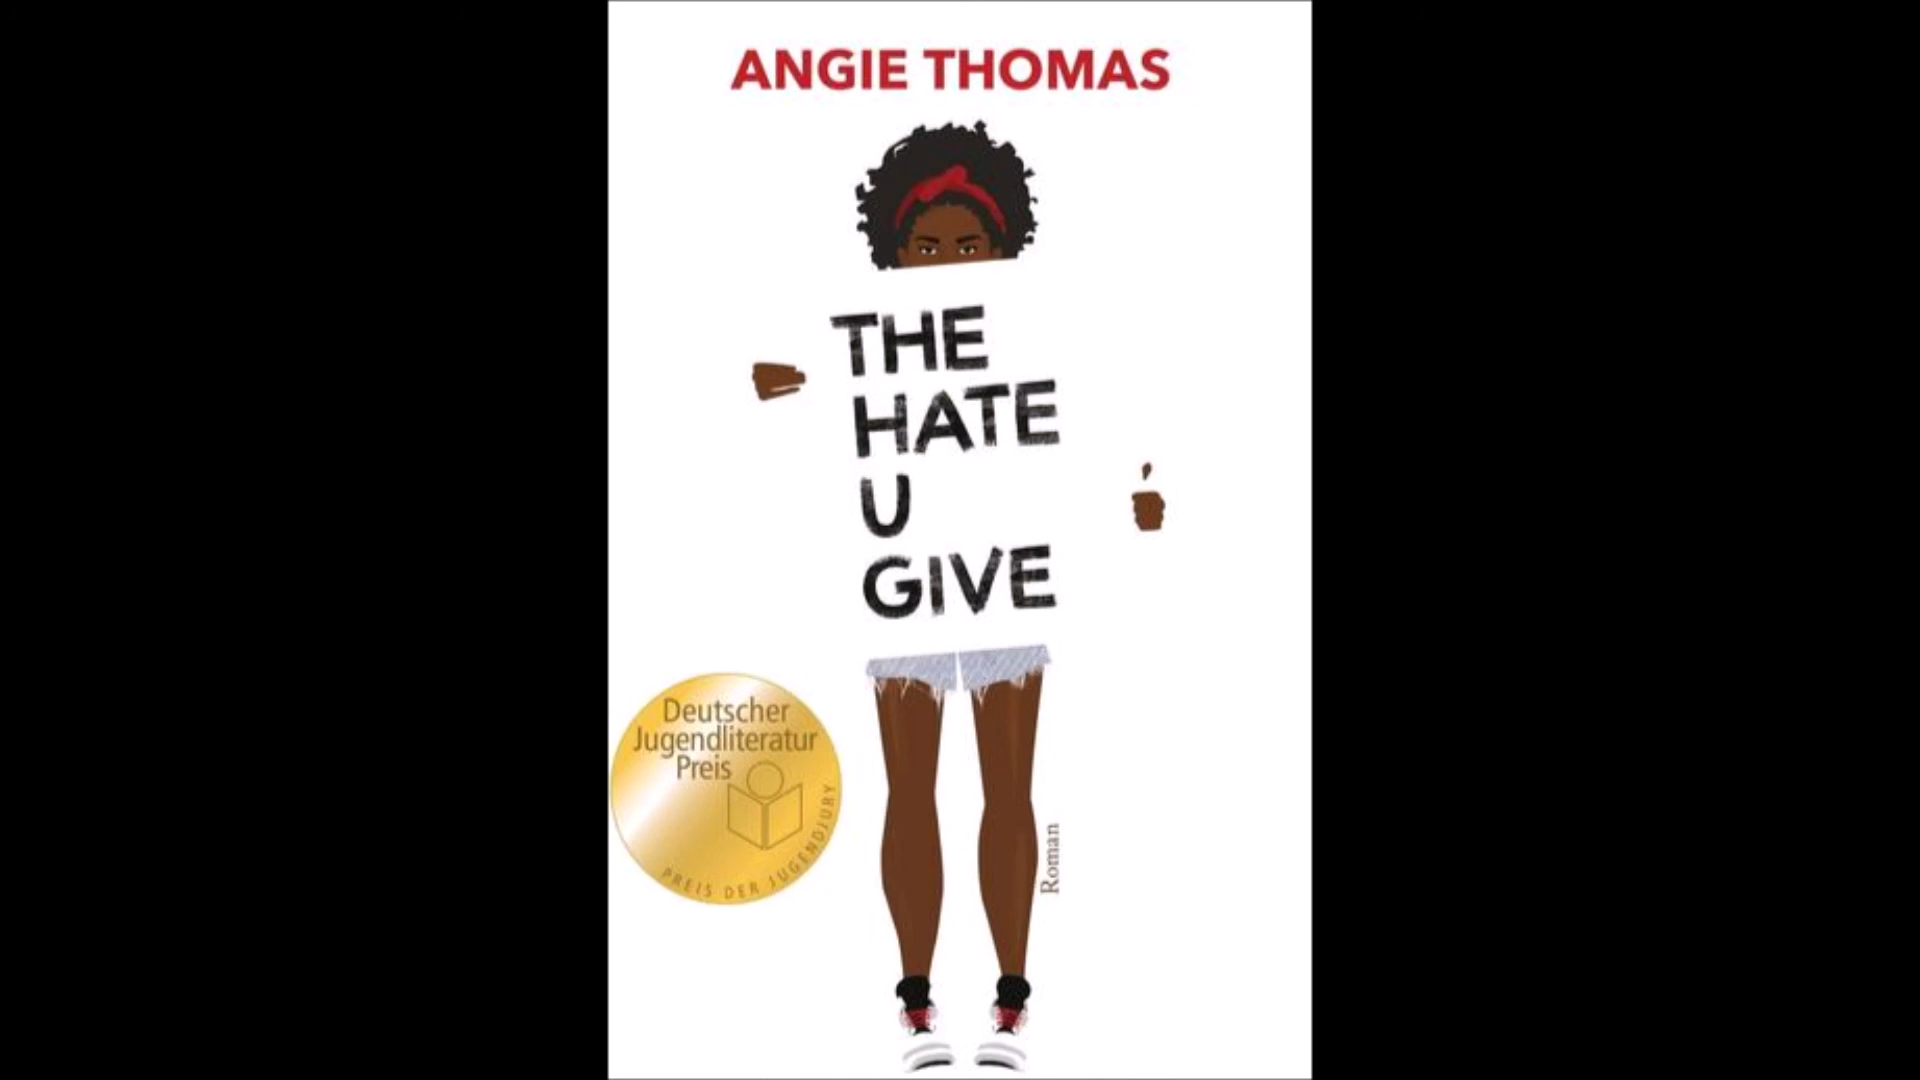 ANGIE THOMAS
THE
HATE
U
GIVE
Deutscher
Jugendliteratur
Preis
PREIS DER JUGENDJURY
Roman